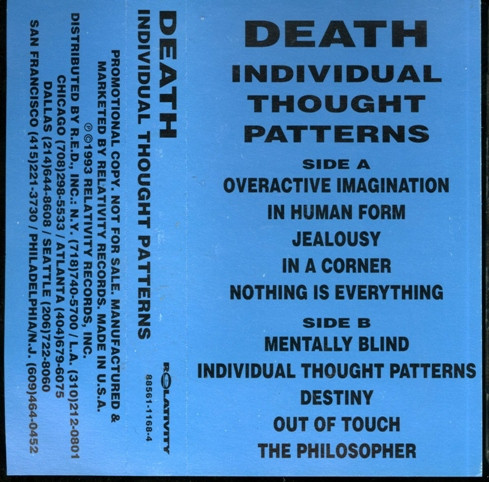 DEATH
INDIVIDUAL
THOUGHT
PATTERNS
SIDE A
OVERACTIVE IMAGINATION
IN HUMAN FORM
JEALOUSY
IN A CORNER
NOTHING IS EVERYTHING
SIDE B
MENTALLY BLIND
INDIVIDUAL THOUGHT PATTERNS
DESTINY
OUT OF TOUCH
THE PHILOSOPHER
DEATH
INDIVIDUAL THOUGHT PATTERNS
RELATIVITY
88561-1168-4
PROMOTIONAL COPY. NOT FOR SALE. MANUFACTURED &
MARKETED BY RELATIVITY RECORDS. MADE IN U.S.A.
℗©1993 RELATIVITY RECORDS, INC.
DISTRIBUTED BY R.E.D., INC.: N.Y. (718)740-5700 / L.A. (310)212-0801
CHICAGO (708)298-5533 / ATLANTA (404)679-6075
DALLAS (214)644-8608 / SEATTLE (206)722-8060
SAN FRANCISCO (415)221-3730 / PHILADELPHIA/N.J. (609)464-0452